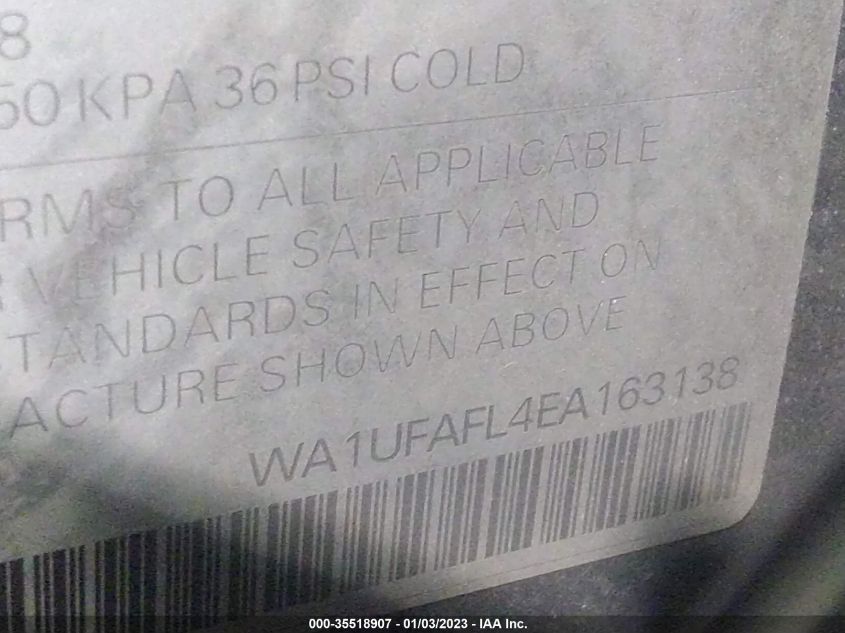 8
50 KPA 36 PSI COLD
RMS TO ALL APPLICABLE
R VEHICLE SAFETY AND
STANDARDS IN EFFECT ON
ACTURE SHOWN ABOVE
WA1UFAFL4EA163138
000-35518907 - 01/03/2023 - IAA Inc.